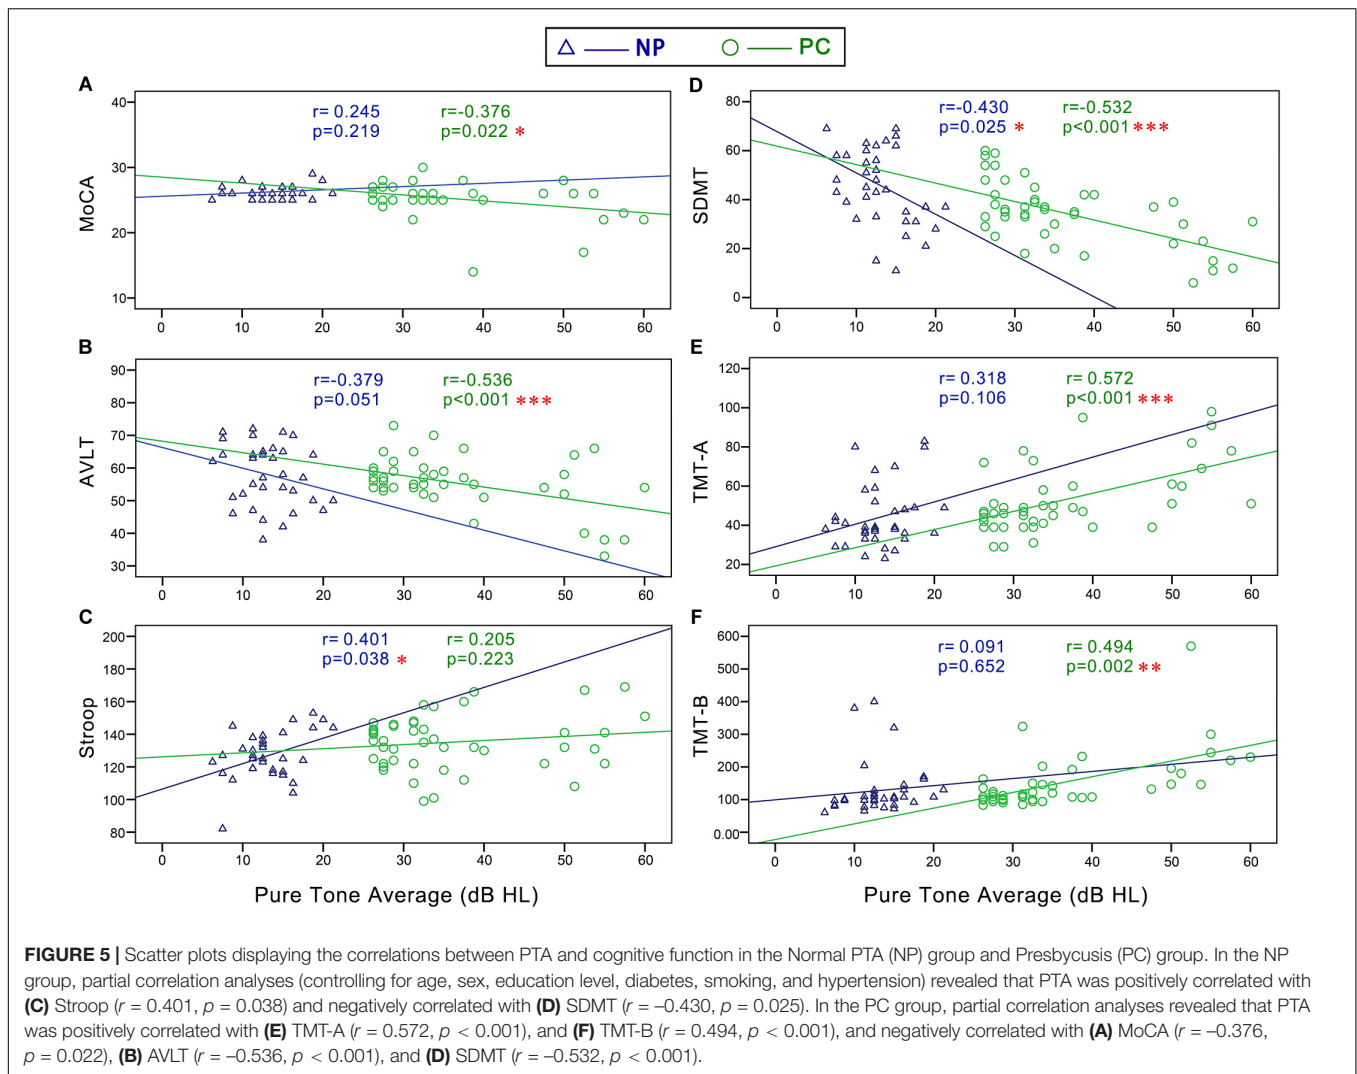 NP PC
A
r= 0.245 r=-0.376
p=0.219 p=0.022 *
MoCA
40
30
20
10
0 10 20 30 40 50 60
B
r=-0.379 r=-0.536
p=0.051 p<0.001 ***
AVLT
90
80
70
60
50
40
30
0 10 20 30 40 50 60
C
r= 0.401 r= 0.205
p=0.038 * p=0.223
Stroop
200
180
160
140
120
100
80
0 10 20 30 40 50 60
Pure Tone Average (dB HL)
D
r=-0.430 r=-0.532
p=0.025 * p<0.001 ***
SDMT
80
60
40
20
0
0 10 20 30 40 50 60
E
r= 0.318 r= 0.572
p=0.106 p<0.001 ***
TMT-A
120
100
80
60
40
20
0 10 20 30 40 50 60
F
r= 0.091 r= 0.494
p=0.652 p=0.002 **
TMT-B
600
500
400
300
200
100
0.00
0 10 20 30 40 50 60
Pure Tone Average (dB HL)
FIGURE 5 | Scatter plots displaying the correlations between PTA and cognitive function in the Normal PTA (NP) group and Presbycusis (PC) group. In the NP
group, partial correlation analyses (controlling for age, sex, education level, diabetes, smoking, and hypertension) revealed that PTA was positively correlated with
(C) Stroop (r = 0.401, p = 0.038) and negatively correlated with (D) SDMT (r = –0.430, p = 0.025). In the PC group, partial correlation analyses revealed that PTA
was positively correlated with (E) TMT-A (r = 0.572, p < 0.001), and (F) TMT-B (r = 0.494, p < 0.001), and negatively correlated with (A) MoCA (r = –0.376,
p = 0.022), (B) AVLT (r = –0.536, p < 0.001), and (D) SDMT (r = –0.532, p < 0.001).